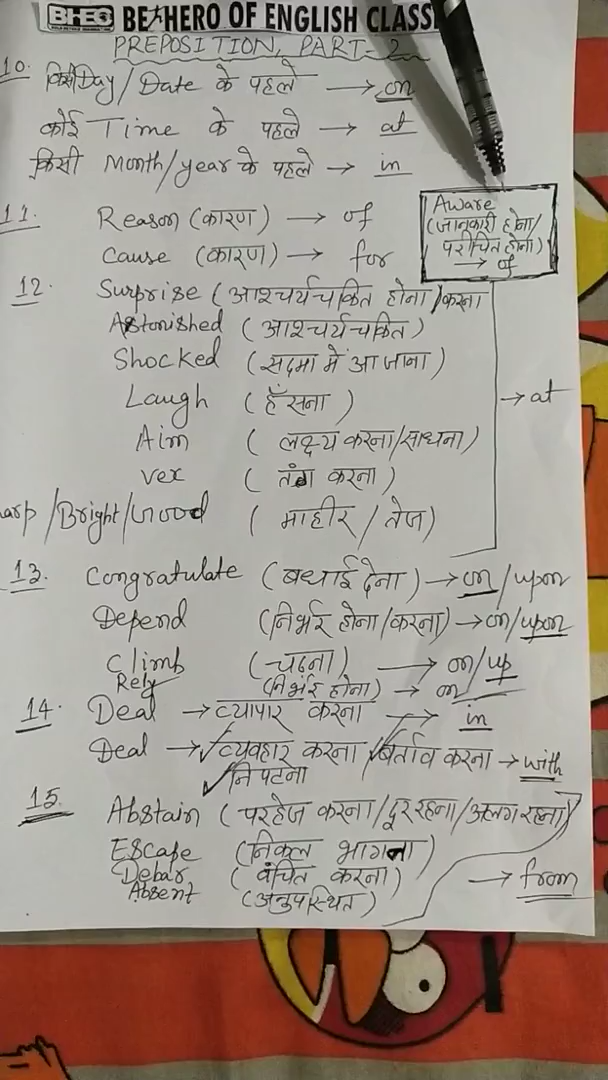 BHEC BE A HERO OF ENGLISH CLASS
PREPOSITION, PART-2
10. किसी Day/Date के पहले → on
कोई Time के पहले → at
किसी Month/year के पहले → in
11. Reason (कारण) → of
Cause (कारण) → for
Aware
(जानकारी होना/
परीचित होना)
→ of
12. Surprise (आश्चर्यचकित होना/करना
Astonished (आश्चर्यचकित)
Shocked (सदमा में आ जाना)
Laugh (हँसना)
→ at
Aim (लक्ष्य करना/साधना)
Vex (तंग करना)
arp/Bright/Good (माहीर/तेज)
13. Congratulate (बधाई देना) → on/upon
Depend (निर्भर होना/करना) → on/upon
Climb (चढना) → on/up
Rely (निर्भर होना) → on
14. Deal → व्यापार करना → in
Deal → ✓व्यवहार करना/✓बर्ताव करना → with
✓निपटना
15. Abstain (परहेज करना/दूर रहना/अलग रहना)
Escape (निकल भागना)
Debar (वंचित करना)
→ from
Absent (अनुपस्थित)